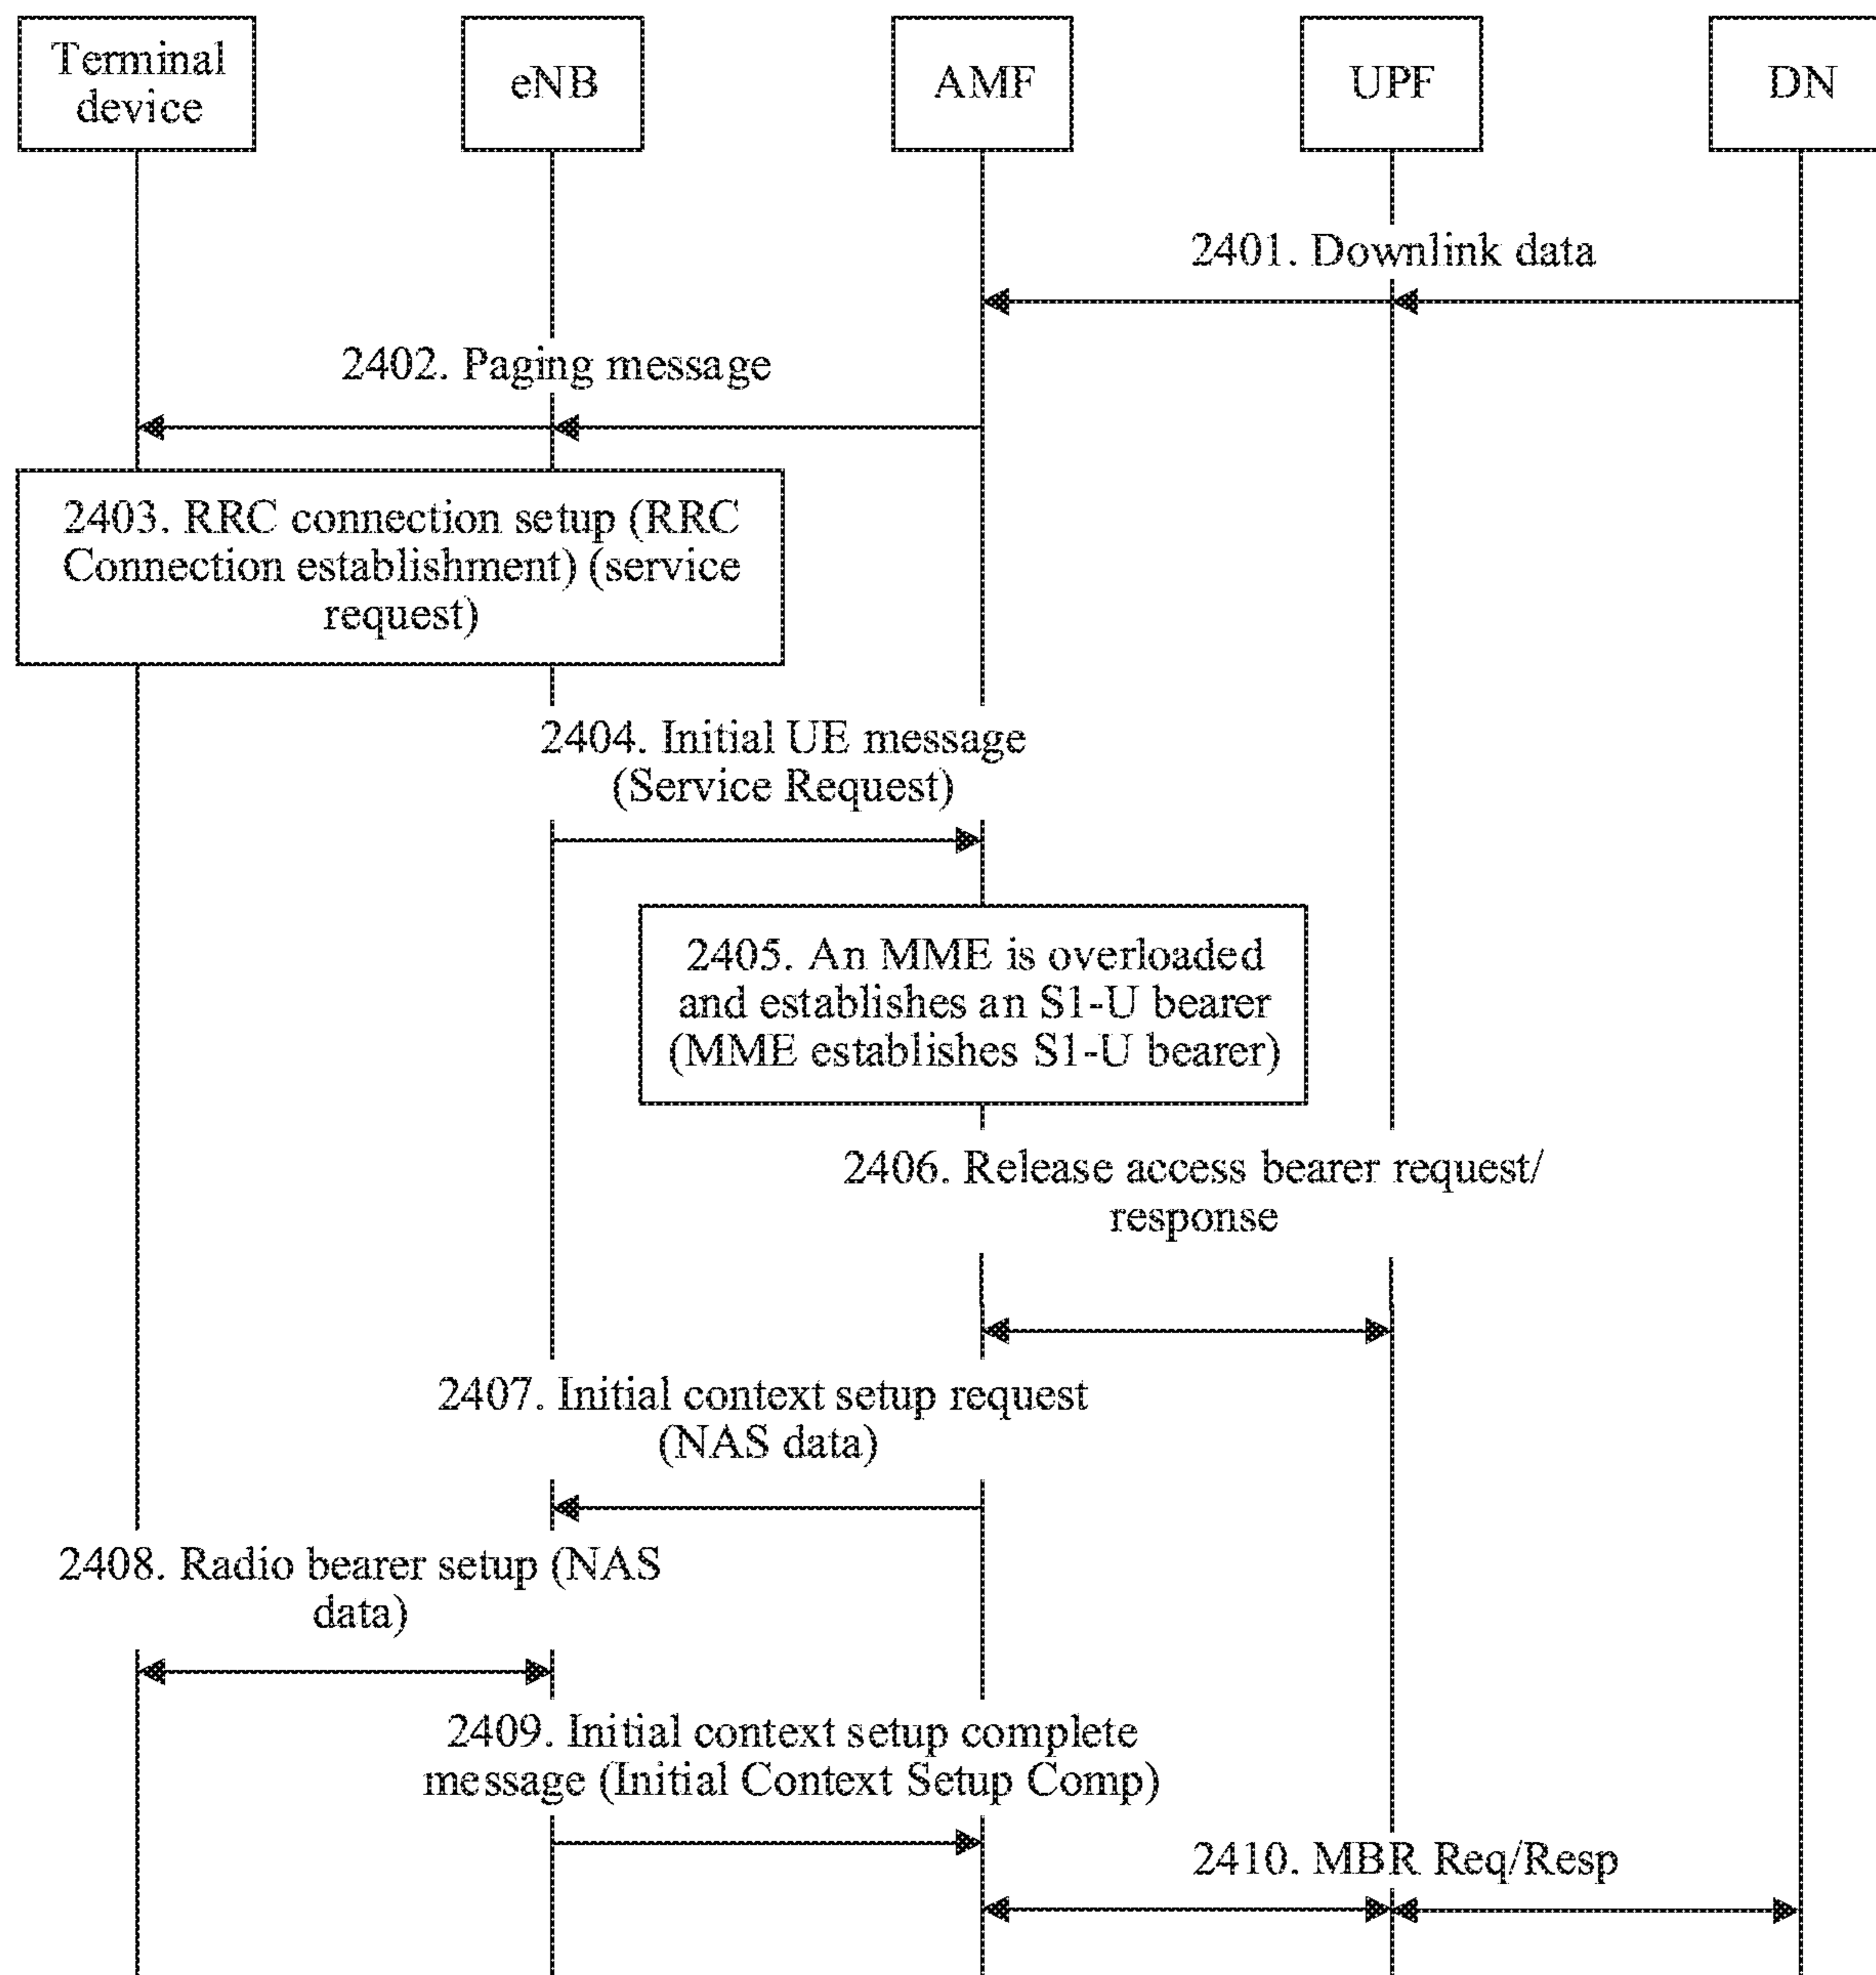 Terminal
device
eNB
AMF
UPF
DN
2401. Downlink data
2402. Paging message
2403. RRC connection setup (RRC
Connection establishment) (service
request)
2404. Initial UE message
(Service Request)
2405. An MME is overloaded
and establishes an S1-U bearer
(MME establishes S1-U bearer)
2406. Release access bearer request/
response
2407. Initial context setup request
(NAS data)
2408. Radio bearer setup (NAS
data)
2409. Initial context setup complete
message (Initial Context Setup Comp)
2410. MBR Req/Resp